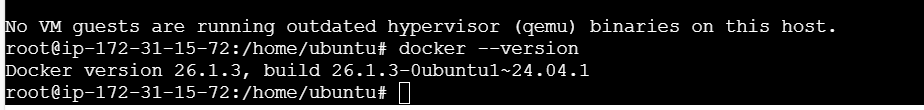 No VM guests are running outdated hypervisor (qemu) binaries on this host.
root@ip-172-31-15-72:/home/ubuntu# docker --version
Docker version 26.1.3, build 26.1.3-0ubuntu1~24.04.1
root@ip-172-31-15-72:/home/ubuntu#